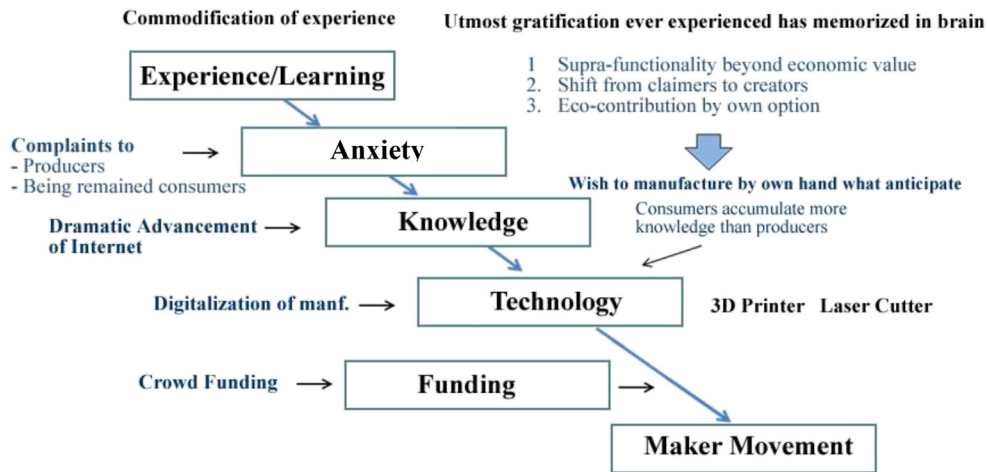 Commodification of experience
Utmost gratification ever experienced has memorized in brain
Experience/Learning
1 Supra-functionality beyond economic value
2. Shift from claimers to creators
3. Eco-contribution by own option
Complaints to
- Producers
- Being remained consumers
Anxiety
Wish to manufacture by own hand what anticipate
Consumers accumulate more
knowledge than producers
Dramatic Advancement
of Internet
Knowledge
Digitalization of manf.
Technology
3D Printer Laser Cutter
Crowd Funding
Funding
Maker Movement